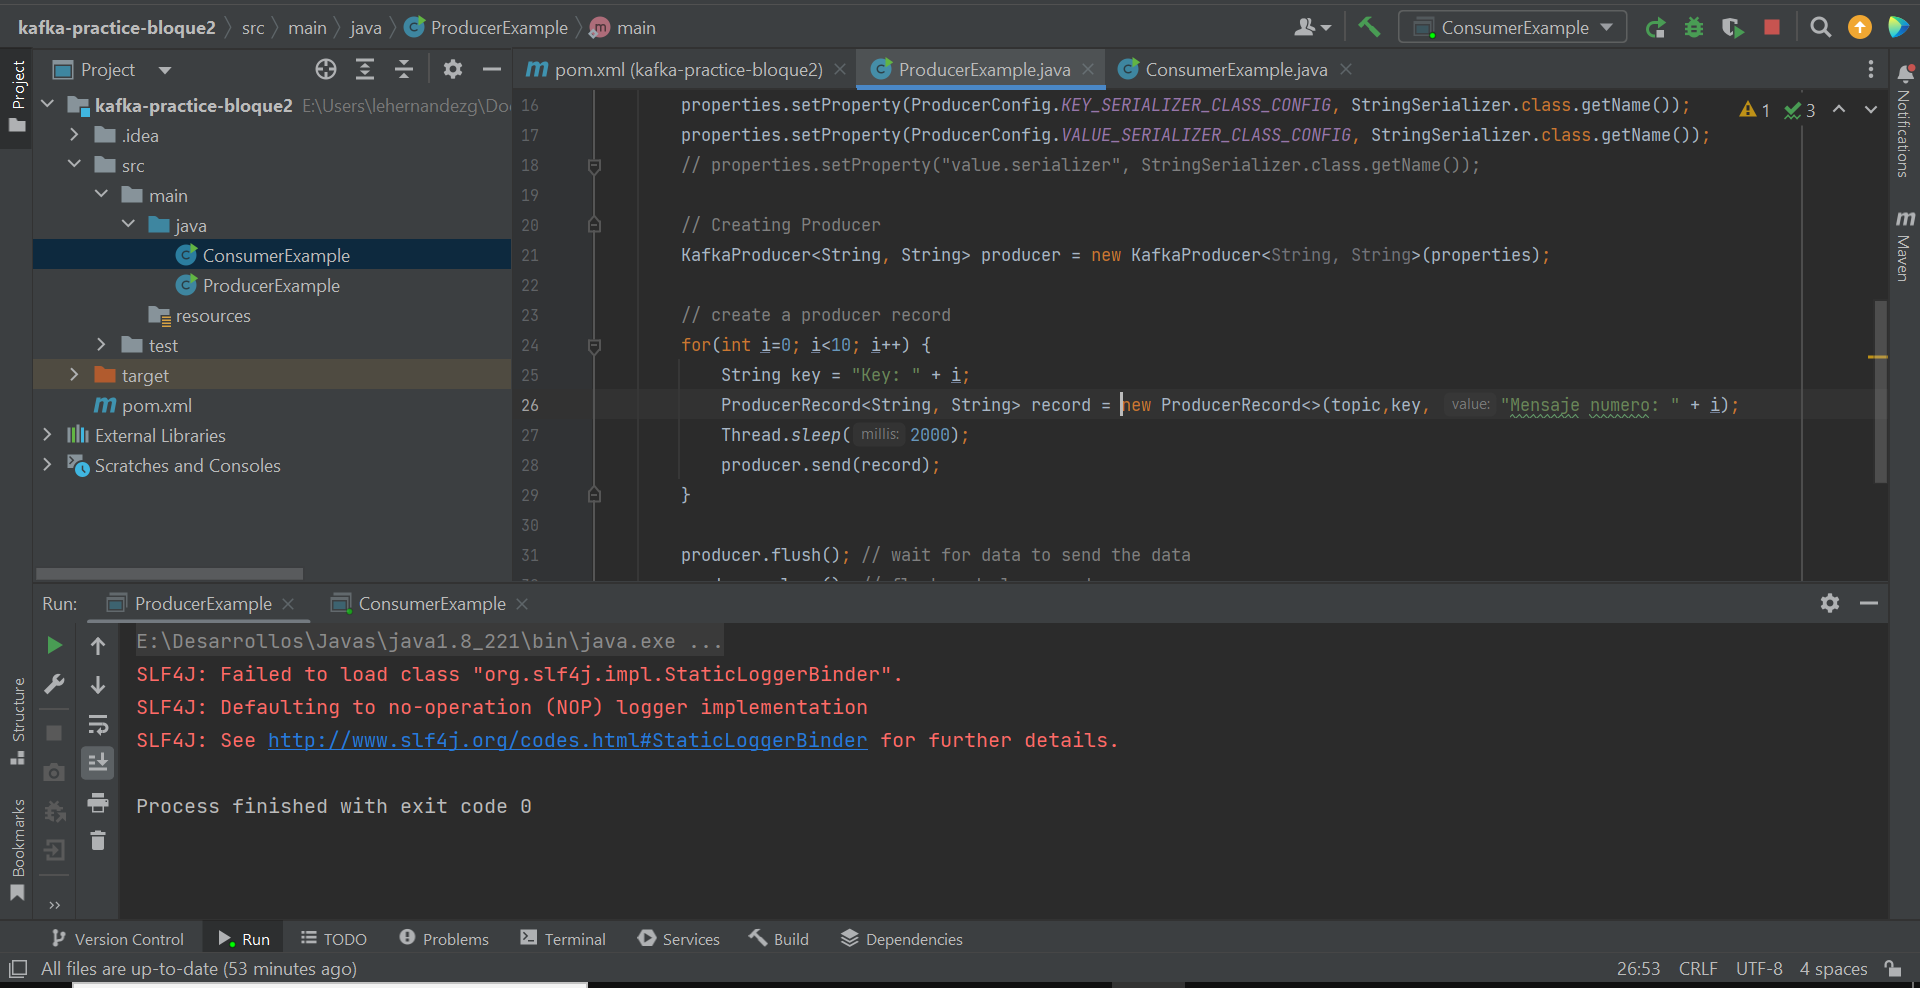 kafka-practice-bloque2 src main java ProducerExample main ConsumerExample
Project
pom.xml (kafka-practice-bloque2) ProducerExample.java ConsumerExample.java
Project
kafka-practice-bloque2 E:\Users\lehernandezg\Do
.idea
src
main
java
ConsumerExample
ProducerExample
resources
test
target
pom.xml
External Libraries
Scratches and Consoles
16 properties.setProperty(ProducerConfig.KEY_SERIALIZER_CLASS_CONFIG, StringSerializer.class.getName());
1 3
17 properties.setProperty(ProducerConfig.VALUE_SERIALIZER_CLASS_CONFIG, StringSerializer.class.getName());
18 // properties.setProperty("value.serializer", StringSerializer.class.getName());
19
20 // Creating Producer
21 KafkaProducer<String, String> producer = new KafkaProducer<String, String>(properties);
22
23 // create a producer record
24 for(int i=0; i<10; i++) {
25 String key = "Key: " + i;
26 ProducerRecord<String, String> record = new ProducerRecord<>(topic,key, value: "Mensaje numero: " + i);
27 Thread.sleep( millis: 2000);
28 producer.send(record);
29 }
30
31 producer.flush(); // wait for data to send the data
Notifications
Maven
Run: ProducerExample ConsumerExample
E:\Desarrollos\Javas\java1.8_221\bin\java.exe ...
SLF4J: Failed to load class "org.slf4j.impl.StaticLoggerBinder".
SLF4J: Defaulting to no-operation (NOP) logger implementation
SLF4J: See http://www.slf4j.org/codes.html#StaticLoggerBinder for further details.
Process finished with exit code 0
Structure
Bookmarks
Version Control Run TODO Problems Terminal Services Build Dependencies
All files are up-to-date (53 minutes ago) 26:53 CRLF UTF-8 4 spaces